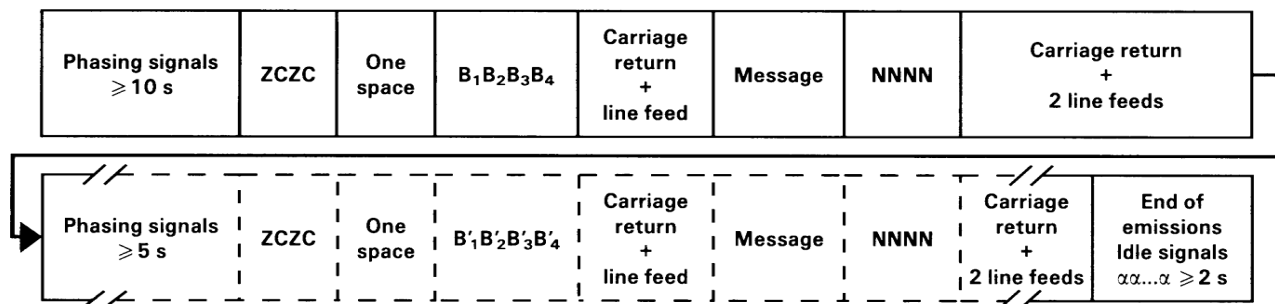 Phasing signals
⩾ 10 s
ZCZC
One
space
B₁B₂B₃B₄
Carriage
return
+
line feed
Message
NNNN
Carriage return
+
2 line feeds
Phasing signals
⩾ 5 s
ZCZC
One
space
B′₁B′₂B′₃B′₄
Carriage
return
+
line feed
Message
NNNN
Carriage
return
+
2 line feeds
End of
emissions
Idle signals
αα...α ⩾ 2 s